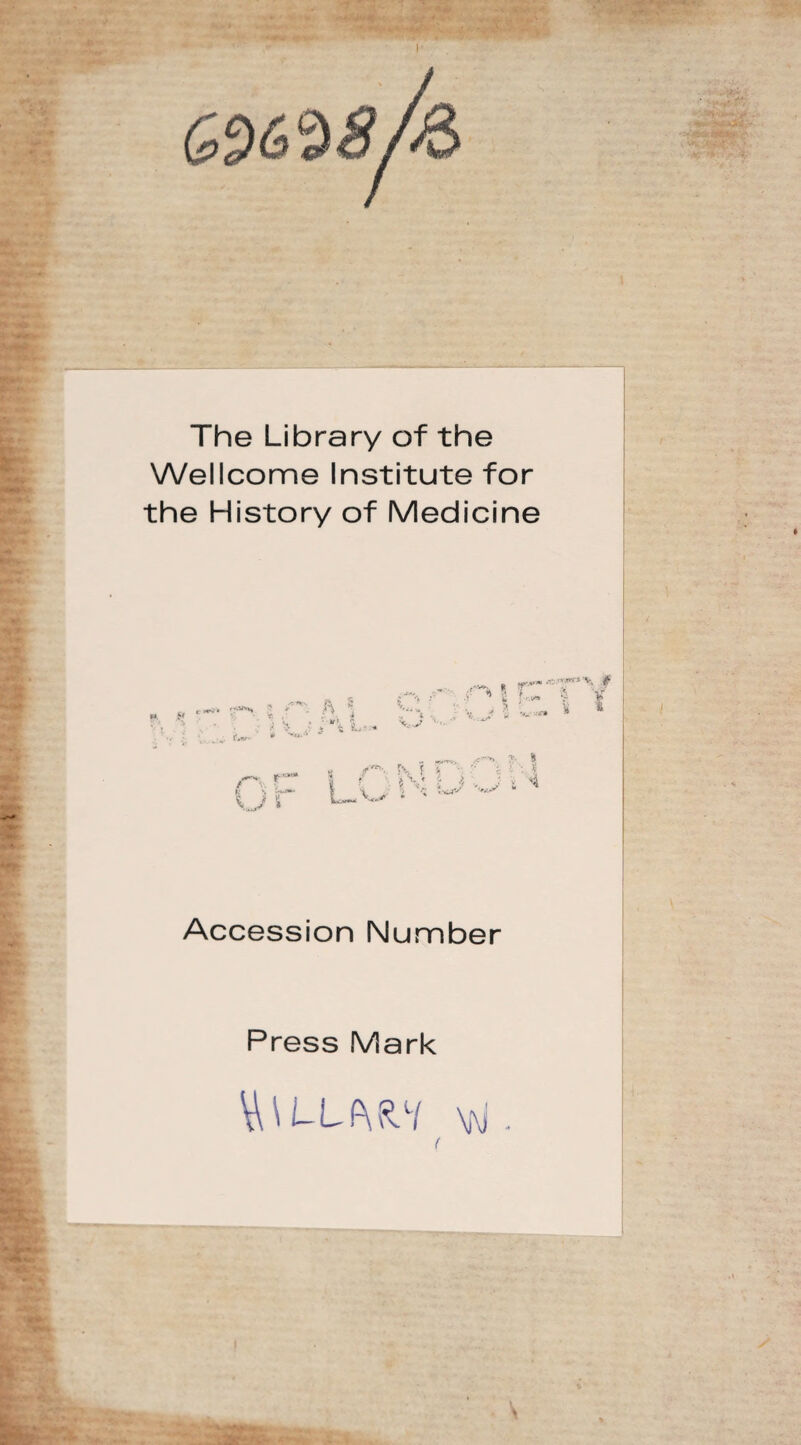 69698/B
The Library of the
Wellcome Institute for
the History of Medicine
MEDICAL SOCIETY
OF LONDON
Accession Number
Press Mark
HILLARY, W.